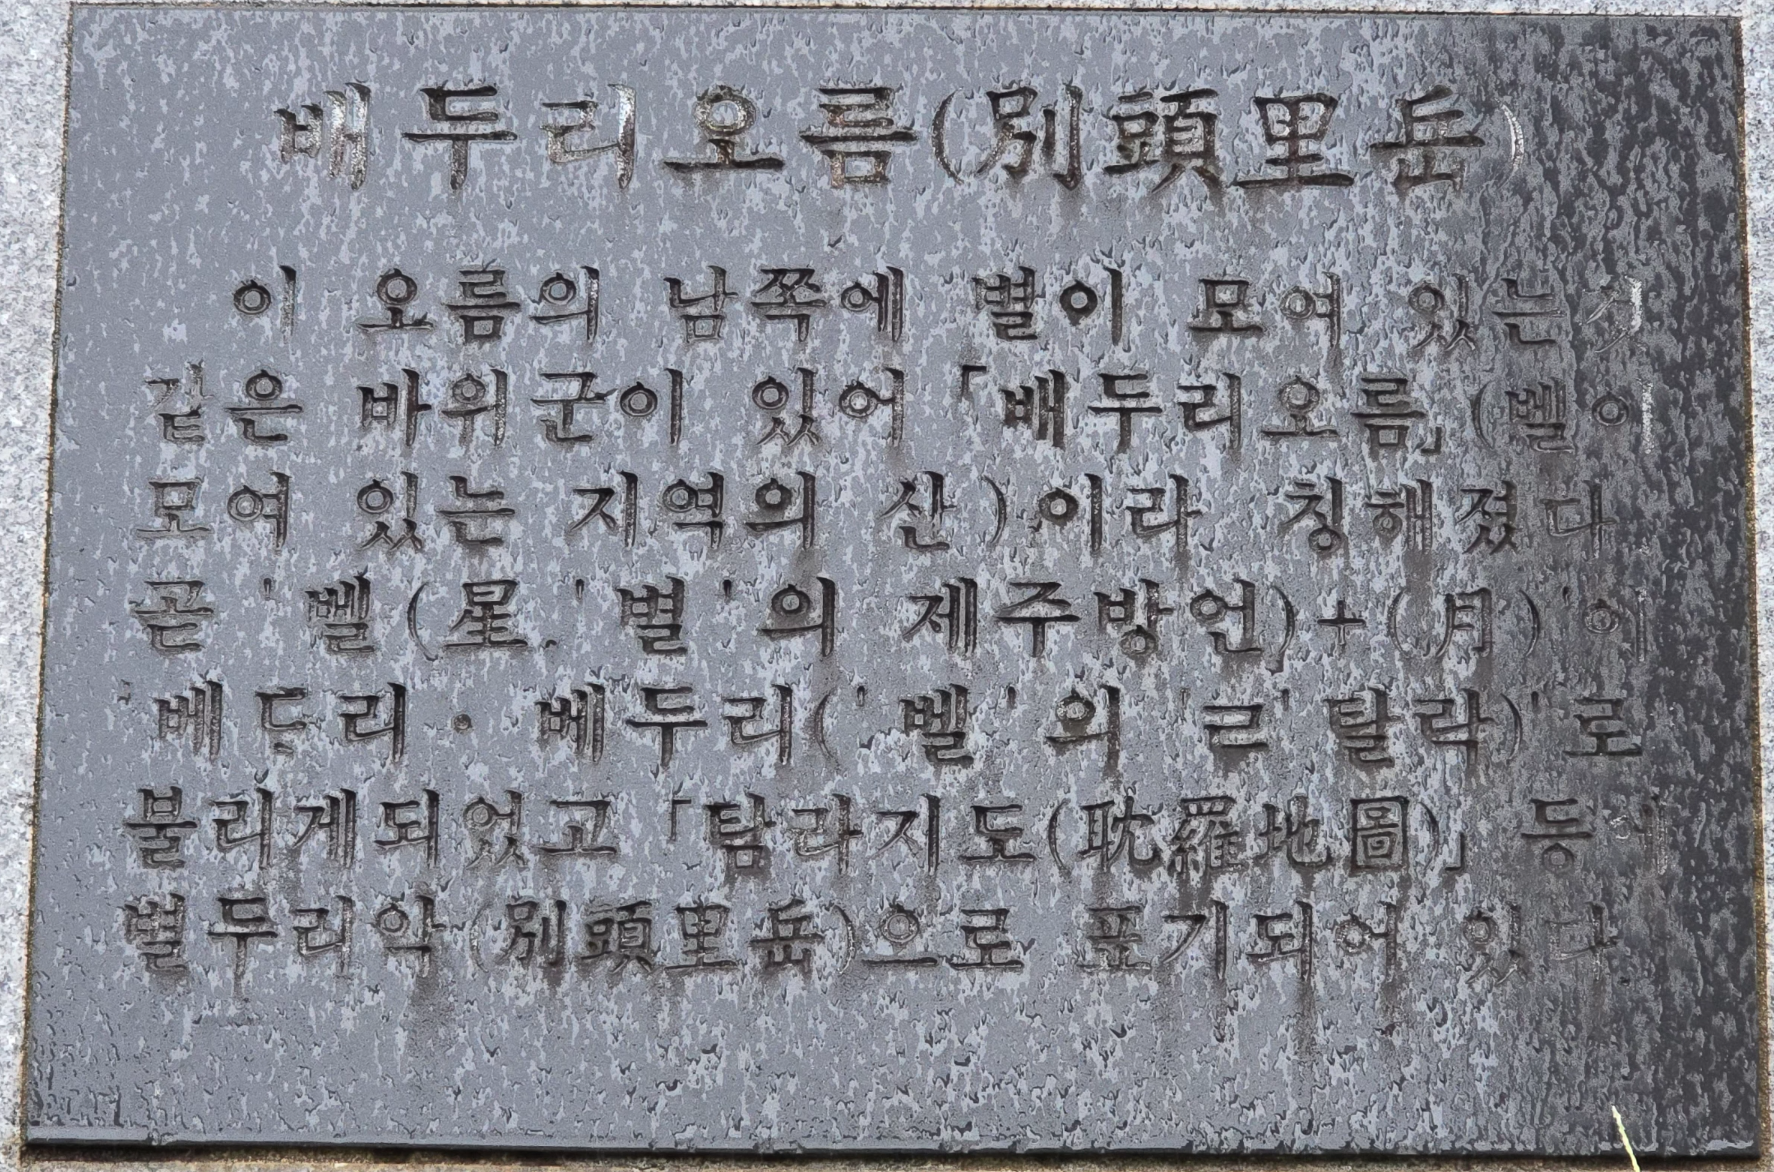 배두리오름(別頭里岳)
이 오름의 남쪽에 별이 모여 있는것
같은 바위군이 있어 「배두리오름」(벨이
모여 있는 지역의 산)이라 칭해졌다.
곧 '벨(星.'별'의 제주방언)+(月)'이
'베드리·베두리('벨'의 'ㄹ'탈락)'로
불리게되었고 「탐라지도(耽羅地圖)」 등에
별두리악(別頭里岳)으로 표기되어 있다.